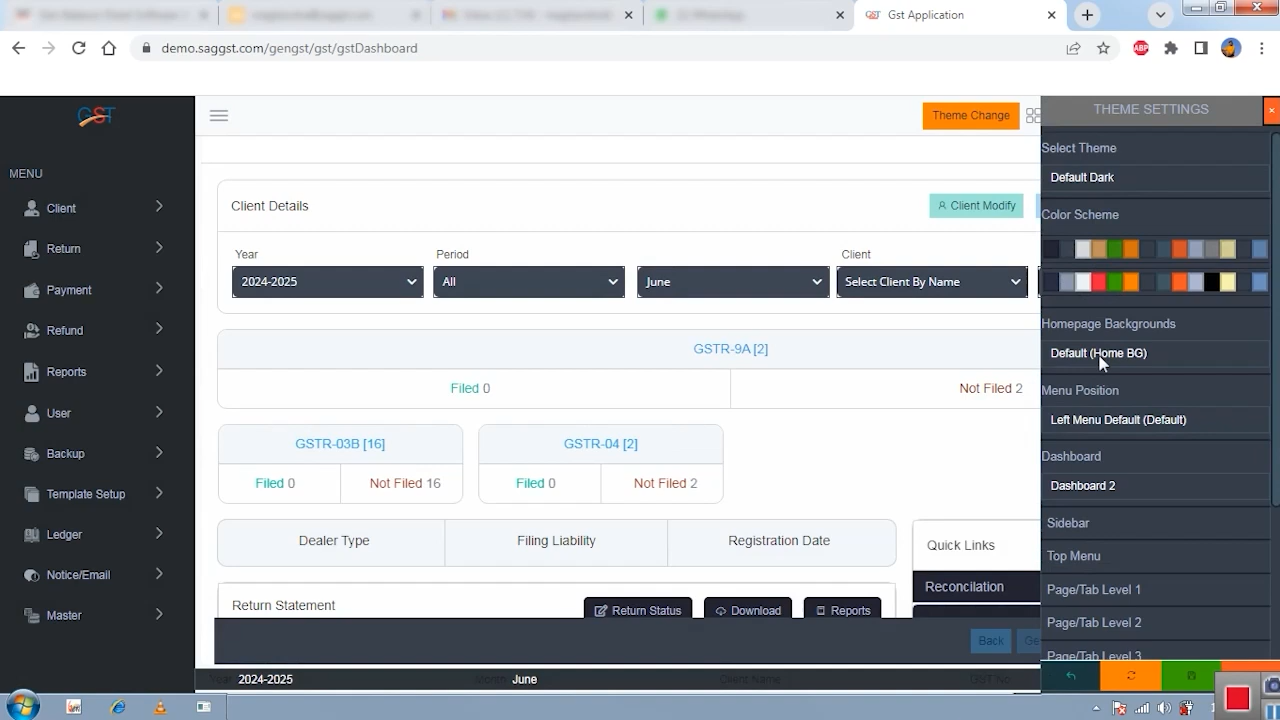 Gst Application
demo.saggst.com/gengst/gst/gstDashboard
ABP
GST
Theme Change
THEME SETTINGS
MENU
Client
Return
Payment
Refund
Reports
User
Backup
Template Setup
Ledger
Notice/Email
Master
Client Details
Client Modify
Year
Period
Client
2024-2025
All
June
Select Client By Name
GSTR-9A [2]
Filed 0
Not Filed 2
GSTR-03B [16]
GSTR-04 [2]
Filed 0
Not Filed 16
Filed 0
Not Filed 2
Dealer Type
Filing Liability
Registration Date
Quick Links
Reconciliation
Return Statement
Return Status
Download
Reports
Back
Year
2024-2025
Month
June
Client Name
GST No
Select Theme
Default Dark
Color Scheme
Homepage Backgrounds
Default (Home BG)
Menu Position
Left Menu Default (Default)
Dashboard
Dashboard 2
Sidebar
Top Menu
Page/Tab Level 1
Page/Tab Level 2
Page/Tab Level 3